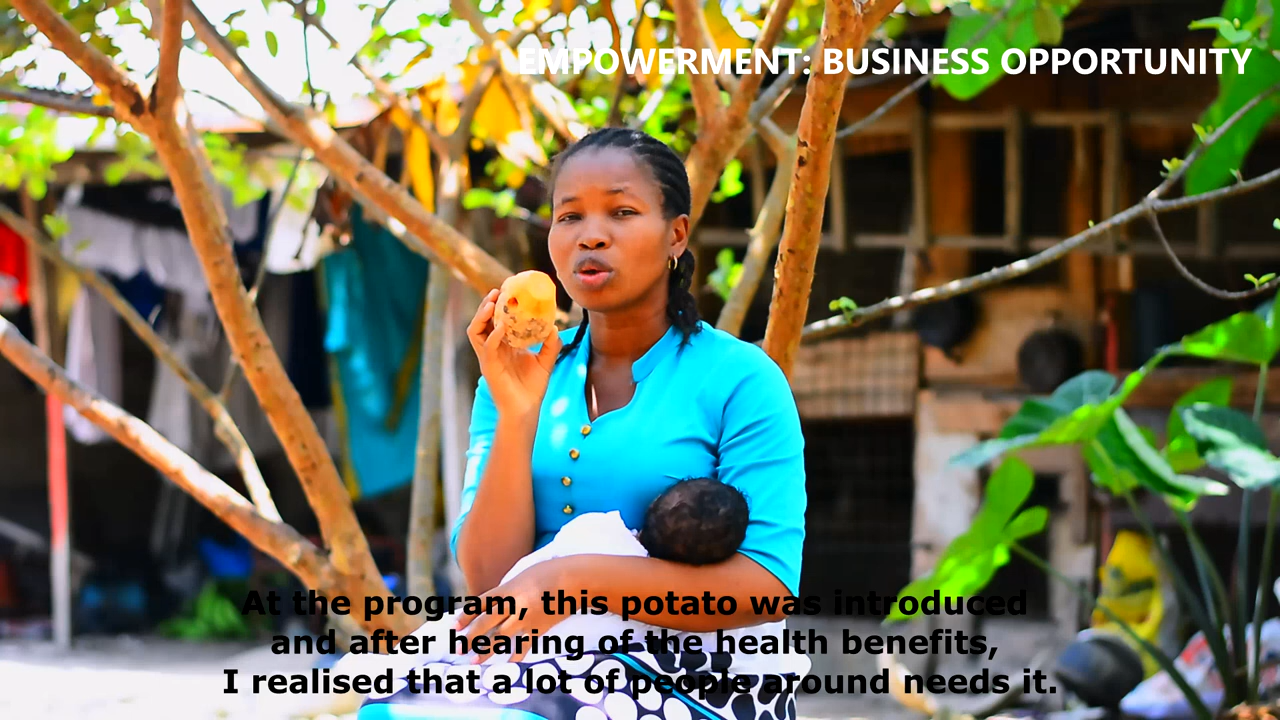 EMPOWERMENT: BUSINESS OPPORTUNITY
At the program, this potato was introduced
and after hearing of the health benefits,
I realised that a lot of people around needs it.